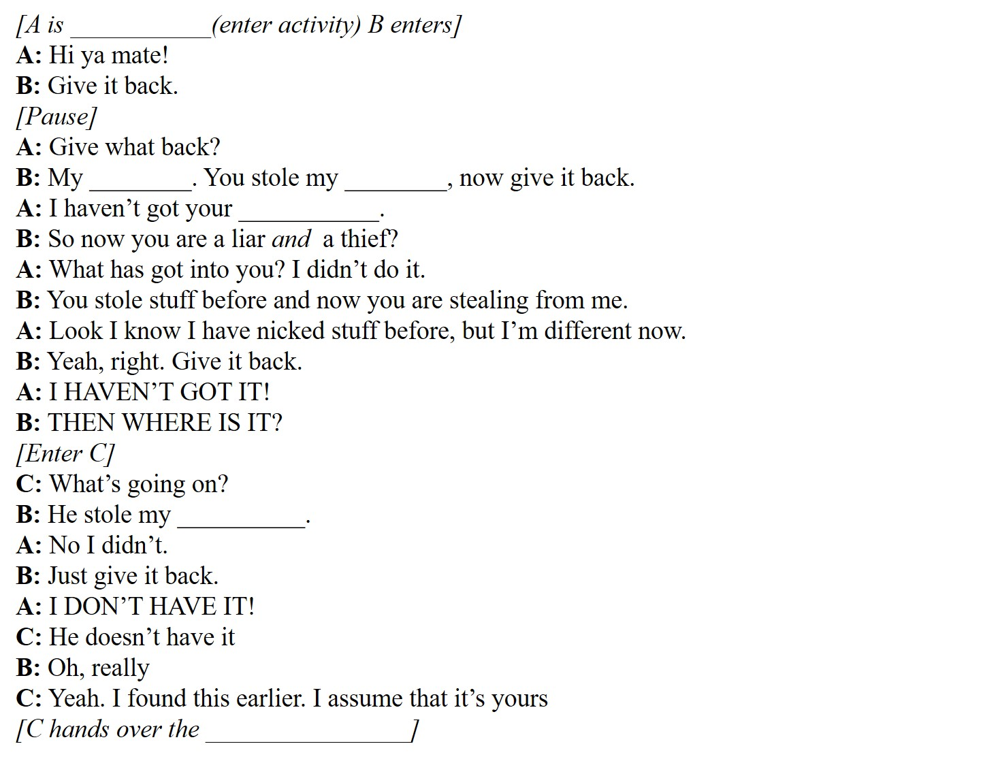 [A is ___________(enter activity) B enters]
A: Hi ya mate!
B: Give it back.
[Pause]
A: Give what back?
B: My ________. You stole my ________, now give it back.
A: I haven’t got your ___________.
B: So now you are a liar and  a thief?
A: What has got into you? I didn’t do it.
B: You stole stuff before and now you are stealing from me.
A: Look I know I have nicked stuff before, but I’m different now.
B: Yeah, right. Give it back.
A: I HAVEN’T GOT IT!
B: THEN WHERE IS IT?
[Enter C]
C: What’s going on?
B: He stole my __________.
A: No I didn’t.
B: Just give it back.
A: I DON’T HAVE IT!
C: He doesn’t have it
B: Oh, really
C: Yeah. I found this earlier. I assume that it’s yours
[C hands over the ________________]